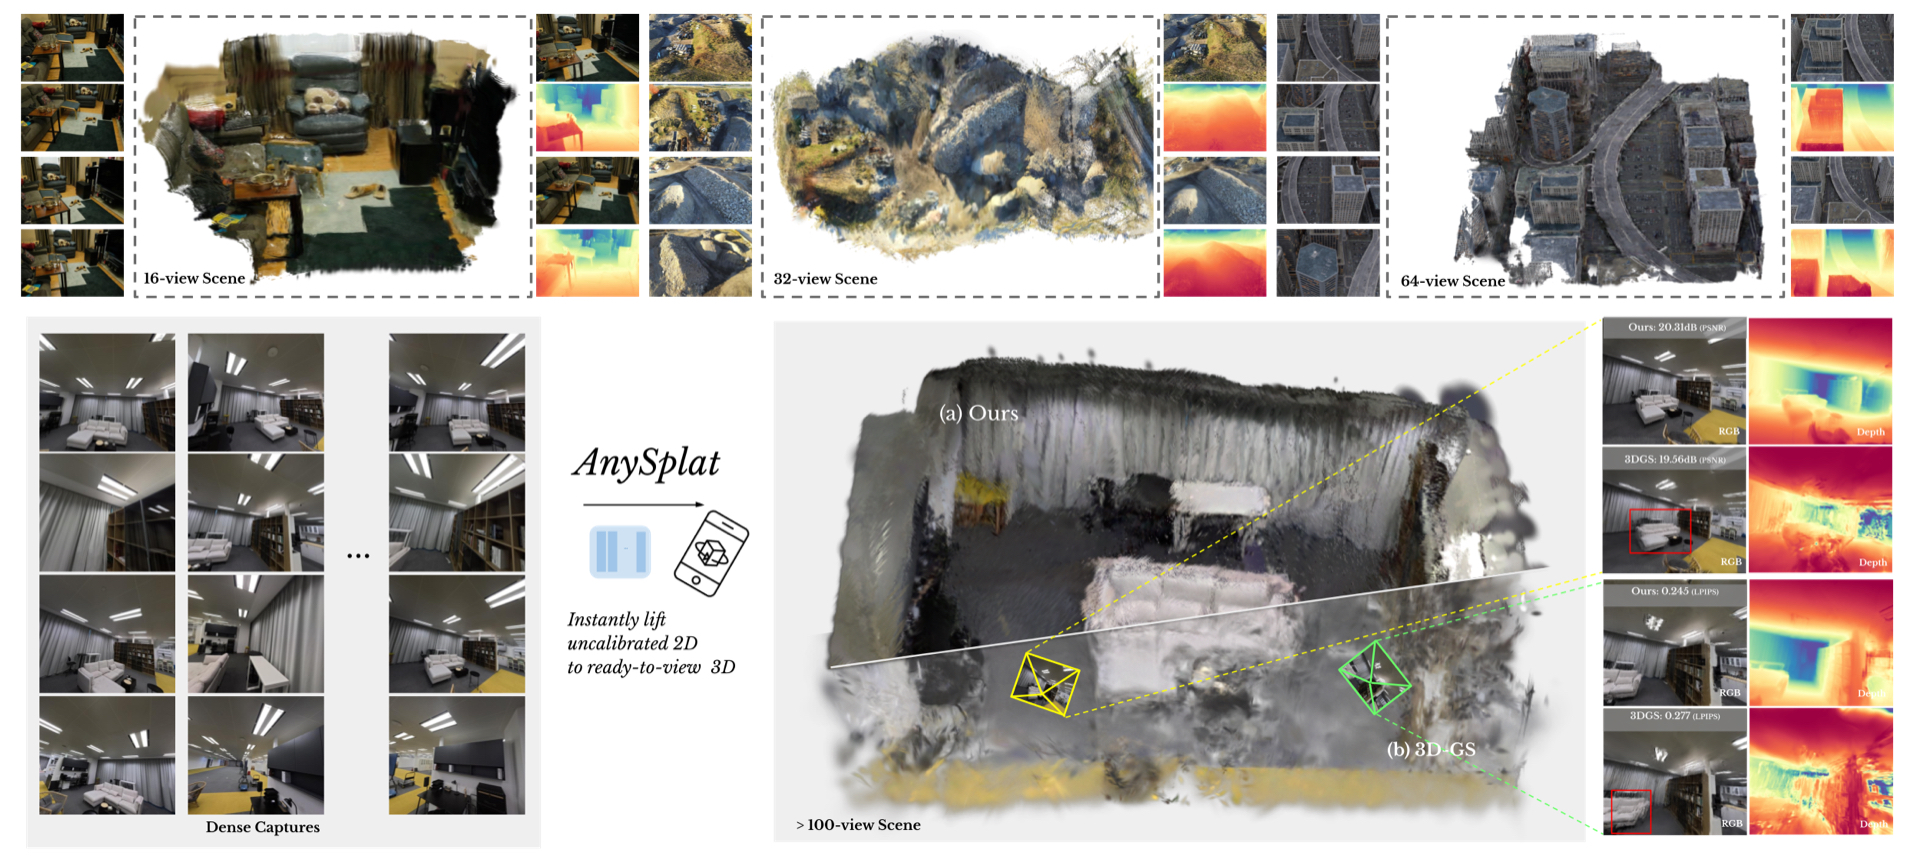 16-view Scene
32-view Scene
64-view Scene
Dense Captures
AnySplat
Instantly lift
uncalibrated 2D
to ready-to-view 3D
(a) Ours
(b) 3D-GS
> 100-view Scene
Ours: 20.31dB (PSNR)
RGB
Depth
3DGS: 19.56dB (PSNR)
RGB
Depth
Ours: 0.245 (LPIPS)
RGB
Depth
3DGS: 0.277 (LPIPS)
RGB
Depth